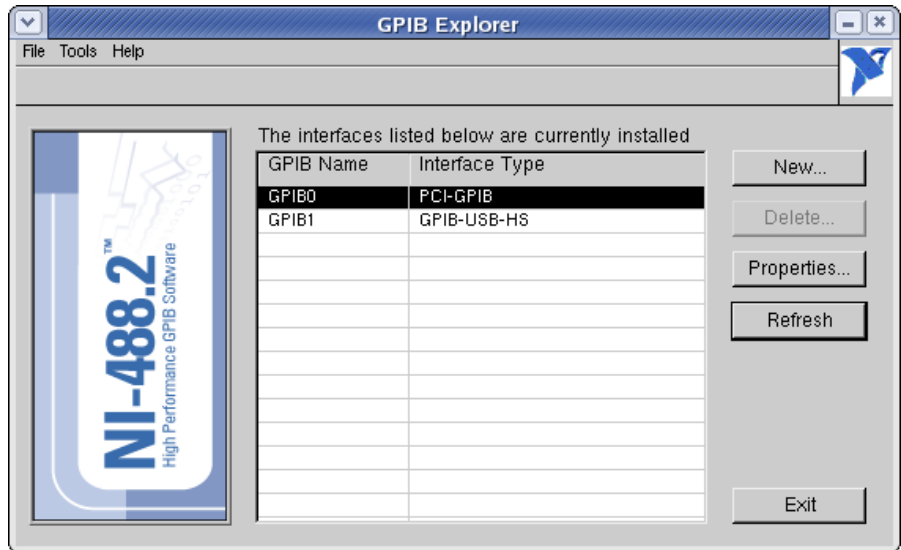 GPIB Explorer
File Tools Help
The interfaces listed below are currently installed
GPIB Name Interface Type
GPIB0 PCI-GPIB
GPIB1 GPIB-USB-HS
New...
Delete...
Properties...
Refresh
Exit
NI-488.2™
High Performance GPIB Software